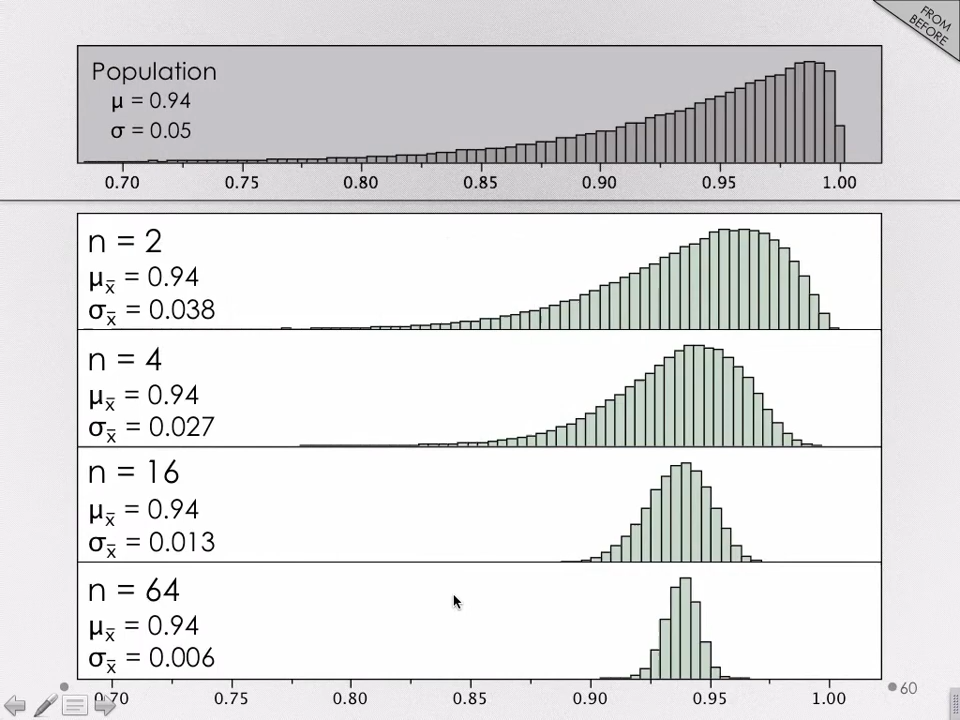 FROM
BEFORE
Population
μ = 0.94
σ = 0.05
0.70 0.75 0.80 0.85 0.90 0.95 1.00
n = 2
μx̄ = 0.94
σx̄ = 0.038
n = 4
μx̄ = 0.94
σx̄ = 0.027
n = 16
μx̄ = 0.94
σx̄ = 0.013
n = 64
μx̄ = 0.94
σx̄ = 0.006
0.70 0.75 0.80 0.85 0.90 0.95 1.00
60